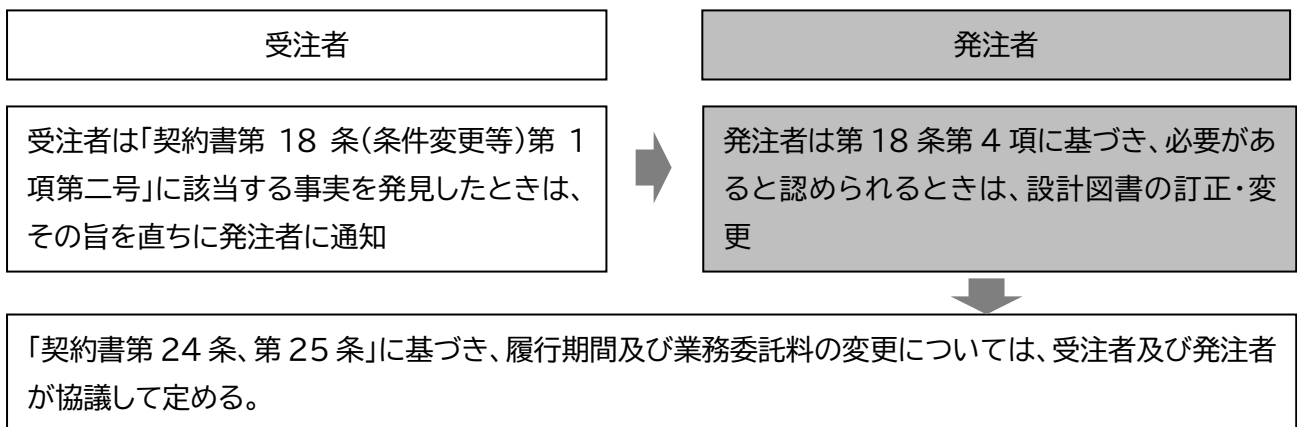 受注者
発注者
受注者は「契約書第 18 条(条件変更等)第 1
項第二号」に該当する事実を発見したときは、
その旨を直ちに発注者に通知
発注者は第 18 条第 4 項に基づき、必要があ
ると認められるときは、設計図書の訂正・変
更
「契約書第 24 条、第 25 条」に基づき、履行期間及び業務委託料の変更については、受注者及び発注者
が協議して定める。